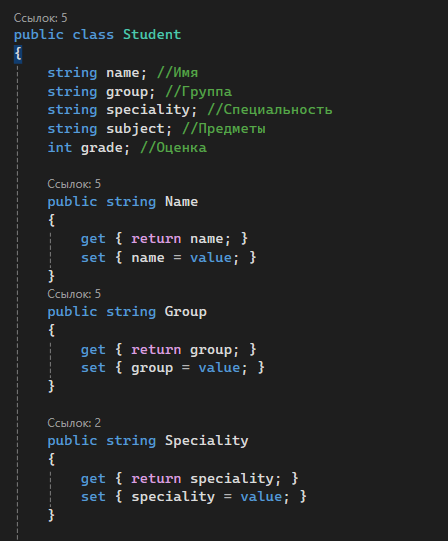 Ссылок: 5
public class Student
{
string name; //Имя
string group; //Группа
string speciality; //Специальность
string subject; //Предметы
int grade; //Оценка
Ссылок: 5
public string Name
{
get { return name; }
set { name = value; }
}
Ссылок: 5
public string Group
{
get { return group; }
set { group = value; }
}
Ссылок: 2
public string Speciality
{
get { return speciality; }
set { speciality = value; }
}